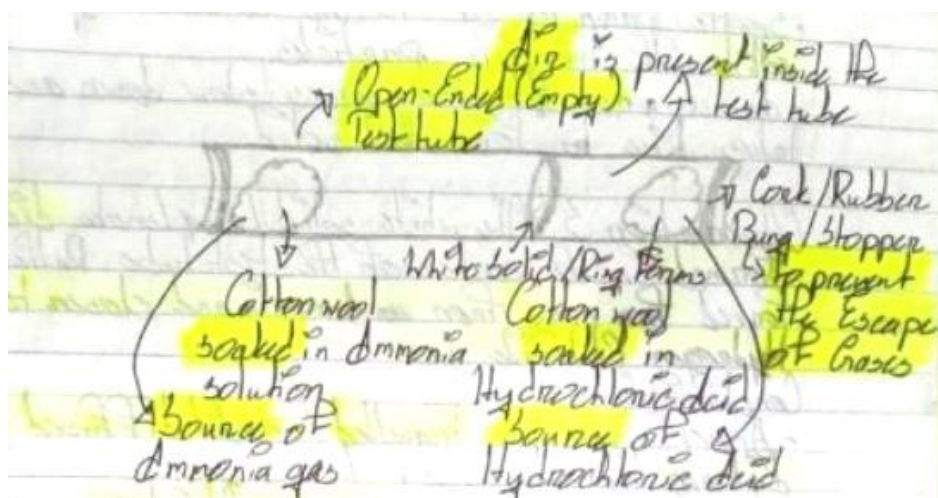 Air is present inside the
test tube
Open-Ended (Empty)
Test tube
Cork/Rubber
Bung/Stopper
to prevent
the Escape
of Gases
White Solid/Ring Forms
Cotton wool
soaked in Ammonia
solution
Source of
Ammonia gas
Cotton wool
soaked in
Hydrochloric Acid
Source of
Hydrochloric Acid